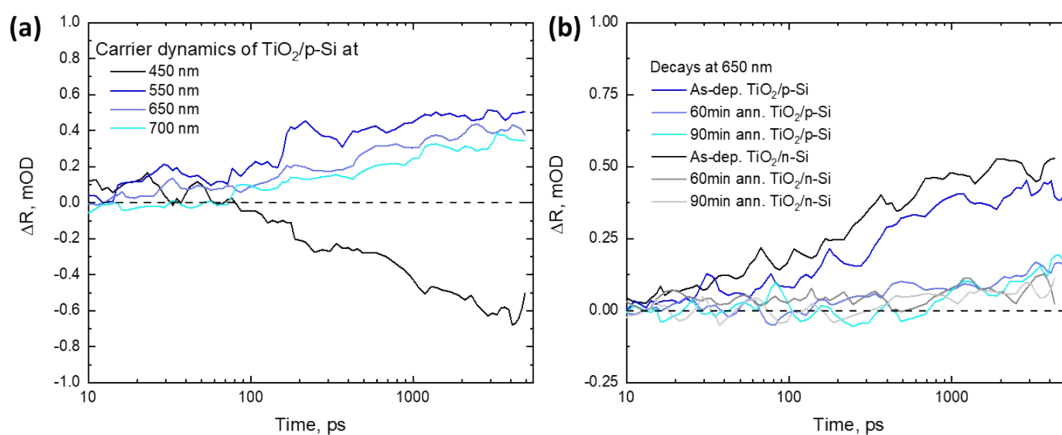 (a)
1.0
0.8
0.6
0.4
0.2
0.0
-0.2
-0.4
-0.6
-0.8
-1.0
ΔR, mOD
Carrier dynamics of TiO₂/p-Si at
450 nm
550 nm
650 nm
700 nm
10
100
1000
Time, ps
(b)
1.00
0.75
0.50
0.25
0.00
-0.25
ΔR, mOD
Decays at 650 nm
As-dep. TiO₂/p-Si
60min ann. TiO₂/p-Si
90min ann. TiO₂/p-Si
As-dep. TiO₂/n-Si
60min ann. TiO₂/n-Si
90min ann. TiO₂/n-Si
10
100
1000
Time, ps